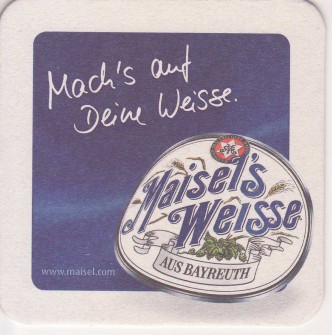 Mach's auf
Deine Weisse.
Maisel's
Weisse
AUS BAYREUTH
www.maisel.com